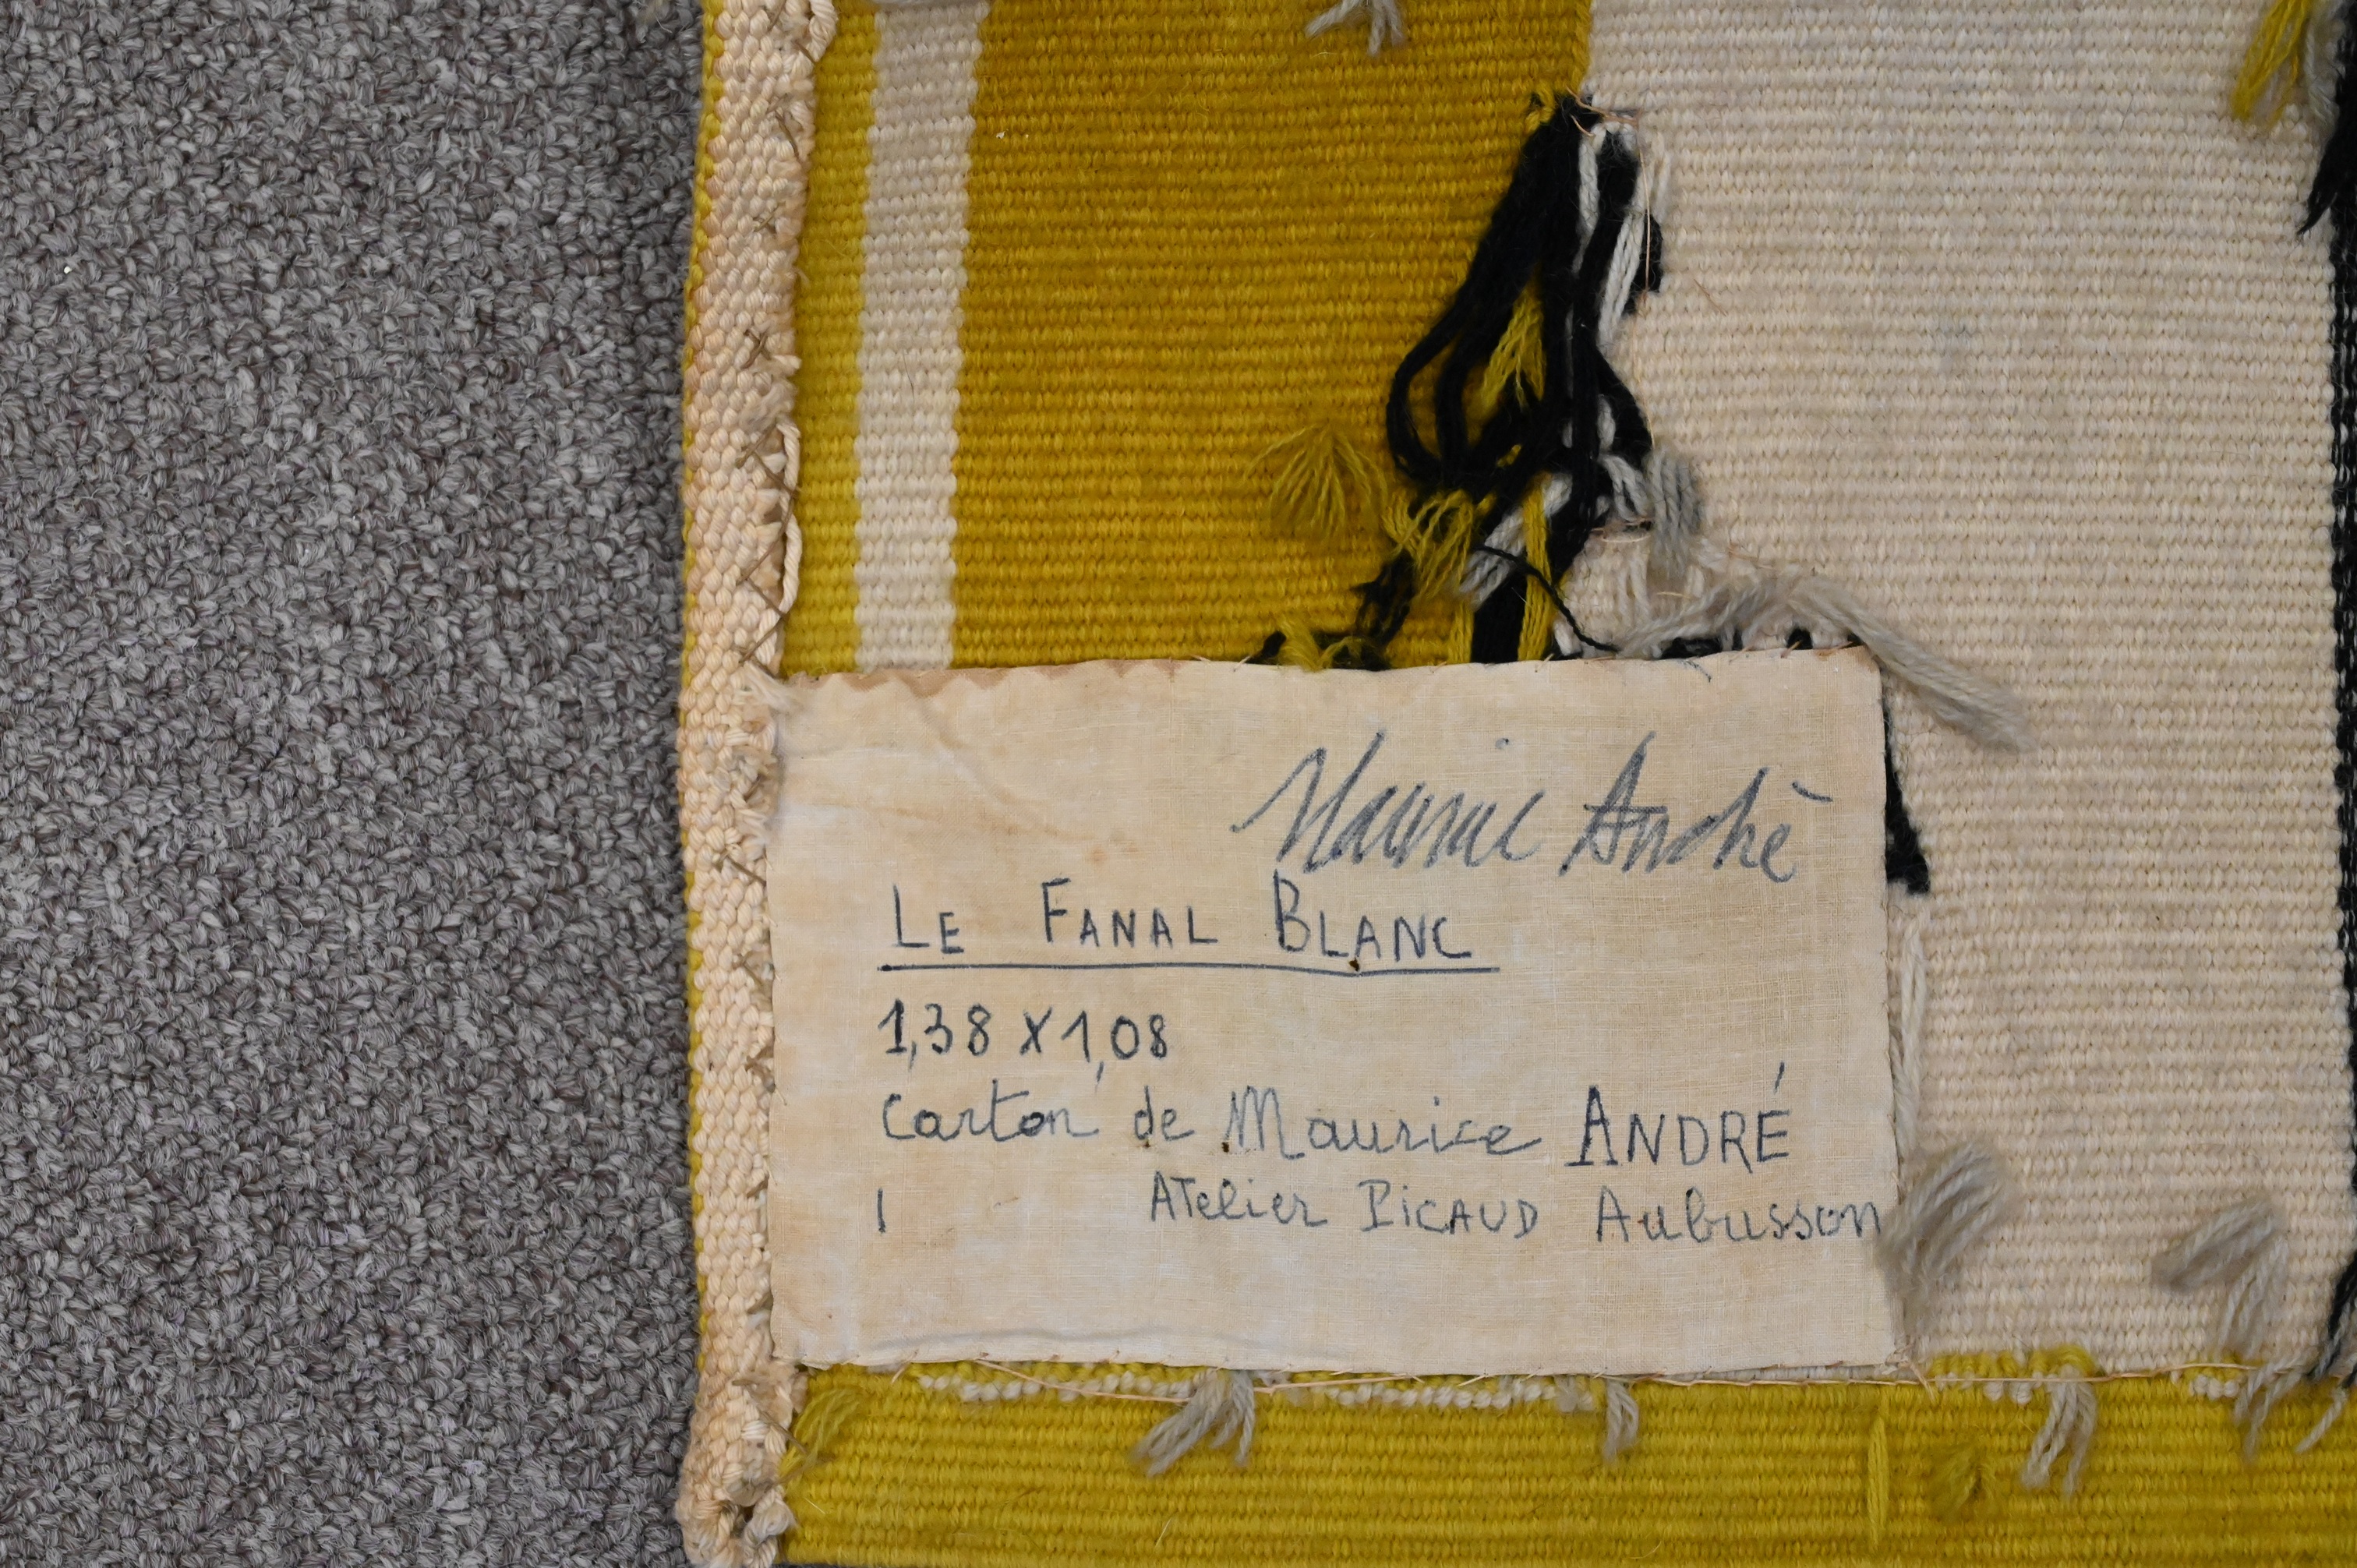 Maurice André
LE FANAL BLANC
1,38 X 1,08
Carton de Maurice ANDRÉ
1 Atelier PICAUD Aubusson